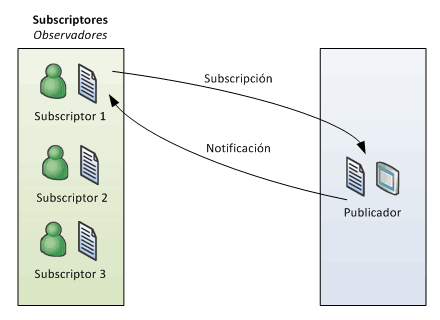 Subscriptores
Observadores
Subscripción
Subscriptor 1
Notificación
Subscriptor 2
Publicador
Subscriptor 3